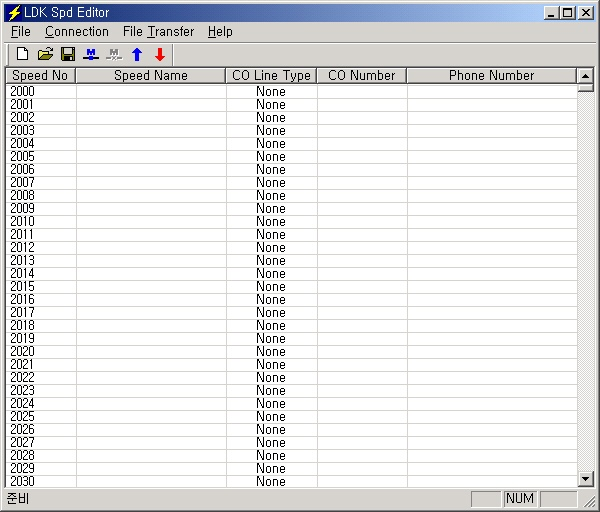 LDK Spd Editor
File Connection File Transfer Help
Speed No Speed Name CO Line Type CO Number Phone Number
2000 None
2001 None
2002 None
2003 None
2004 None
2005 None
2006 None
2007 None
2008 None
2009 None
2010 None
2011 None
2012 None
2013 None
2014 None
2015 None
2016 None
2017 None
2018 None
2019 None
2020 None
2021 None
2022 None
2023 None
2024 None
2025 None
2026 None
2027 None
2028 None
2029 None
2030 None
준비 NUM